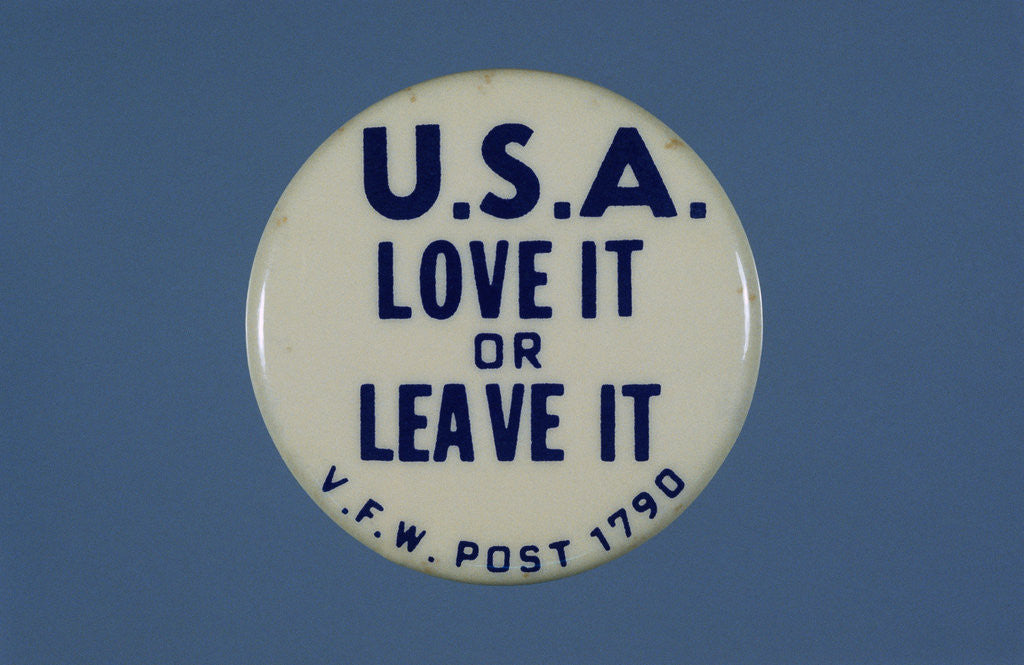 U.S.A.
LOVE IT
OR
LEAVE IT
V.F.W. POST 1790